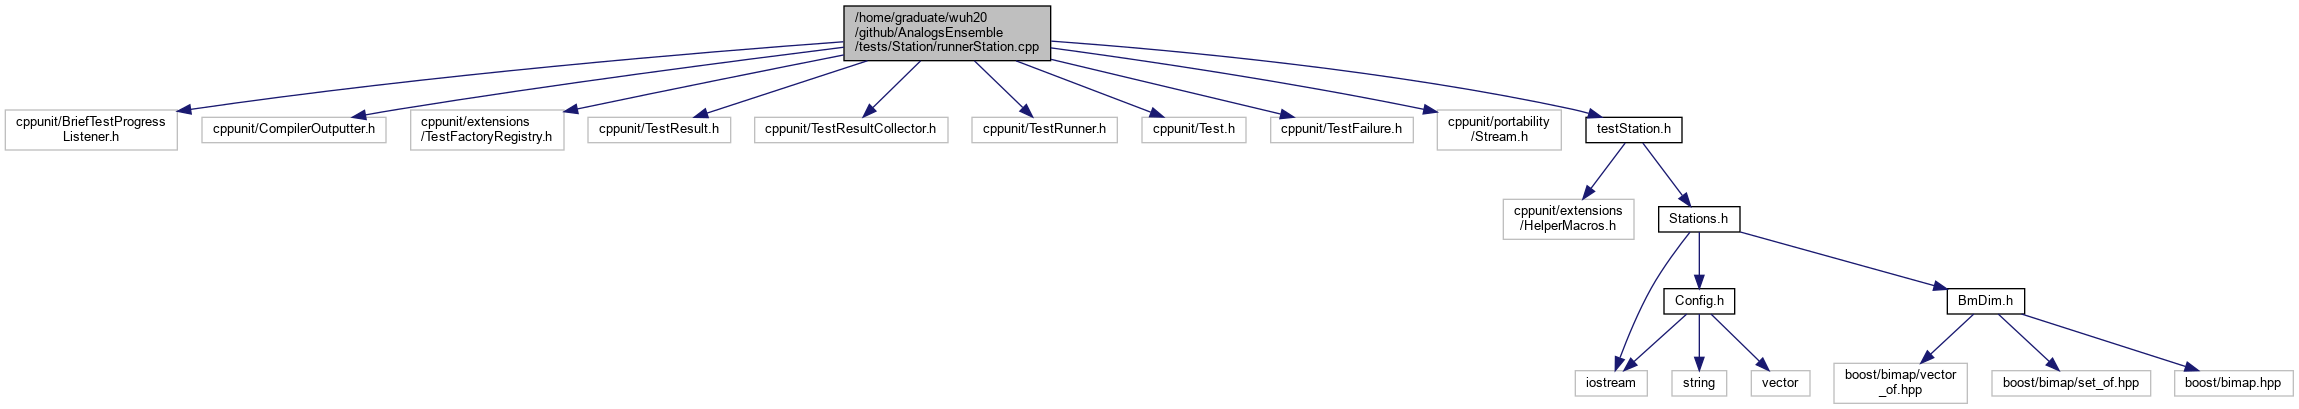 /home/graduate/wuh20
/github/AnalogsEnsemble
/tests/Station/runnerStation.cpp
cppunit/BriefTestProgress
Listener.h
cppunit/CompilerOutputter.h
cppunit/extensions
/TestFactoryRegistry.h
cppunit/TestResult.h
cppunit/TestResultCollector.h
cppunit/TestRunner.h
cppunit/Test.h
cppunit/TestFailure.h
cppunit/portability
/Stream.h
testStation.h
cppunit/extensions
/HelperMacros.h
Stations.h
Config.h
BmDim.h
iostream
string
vector
boost/bimap/vector
_of.hpp
boost/bimap/set_of.hpp
boost/bimap.hpp